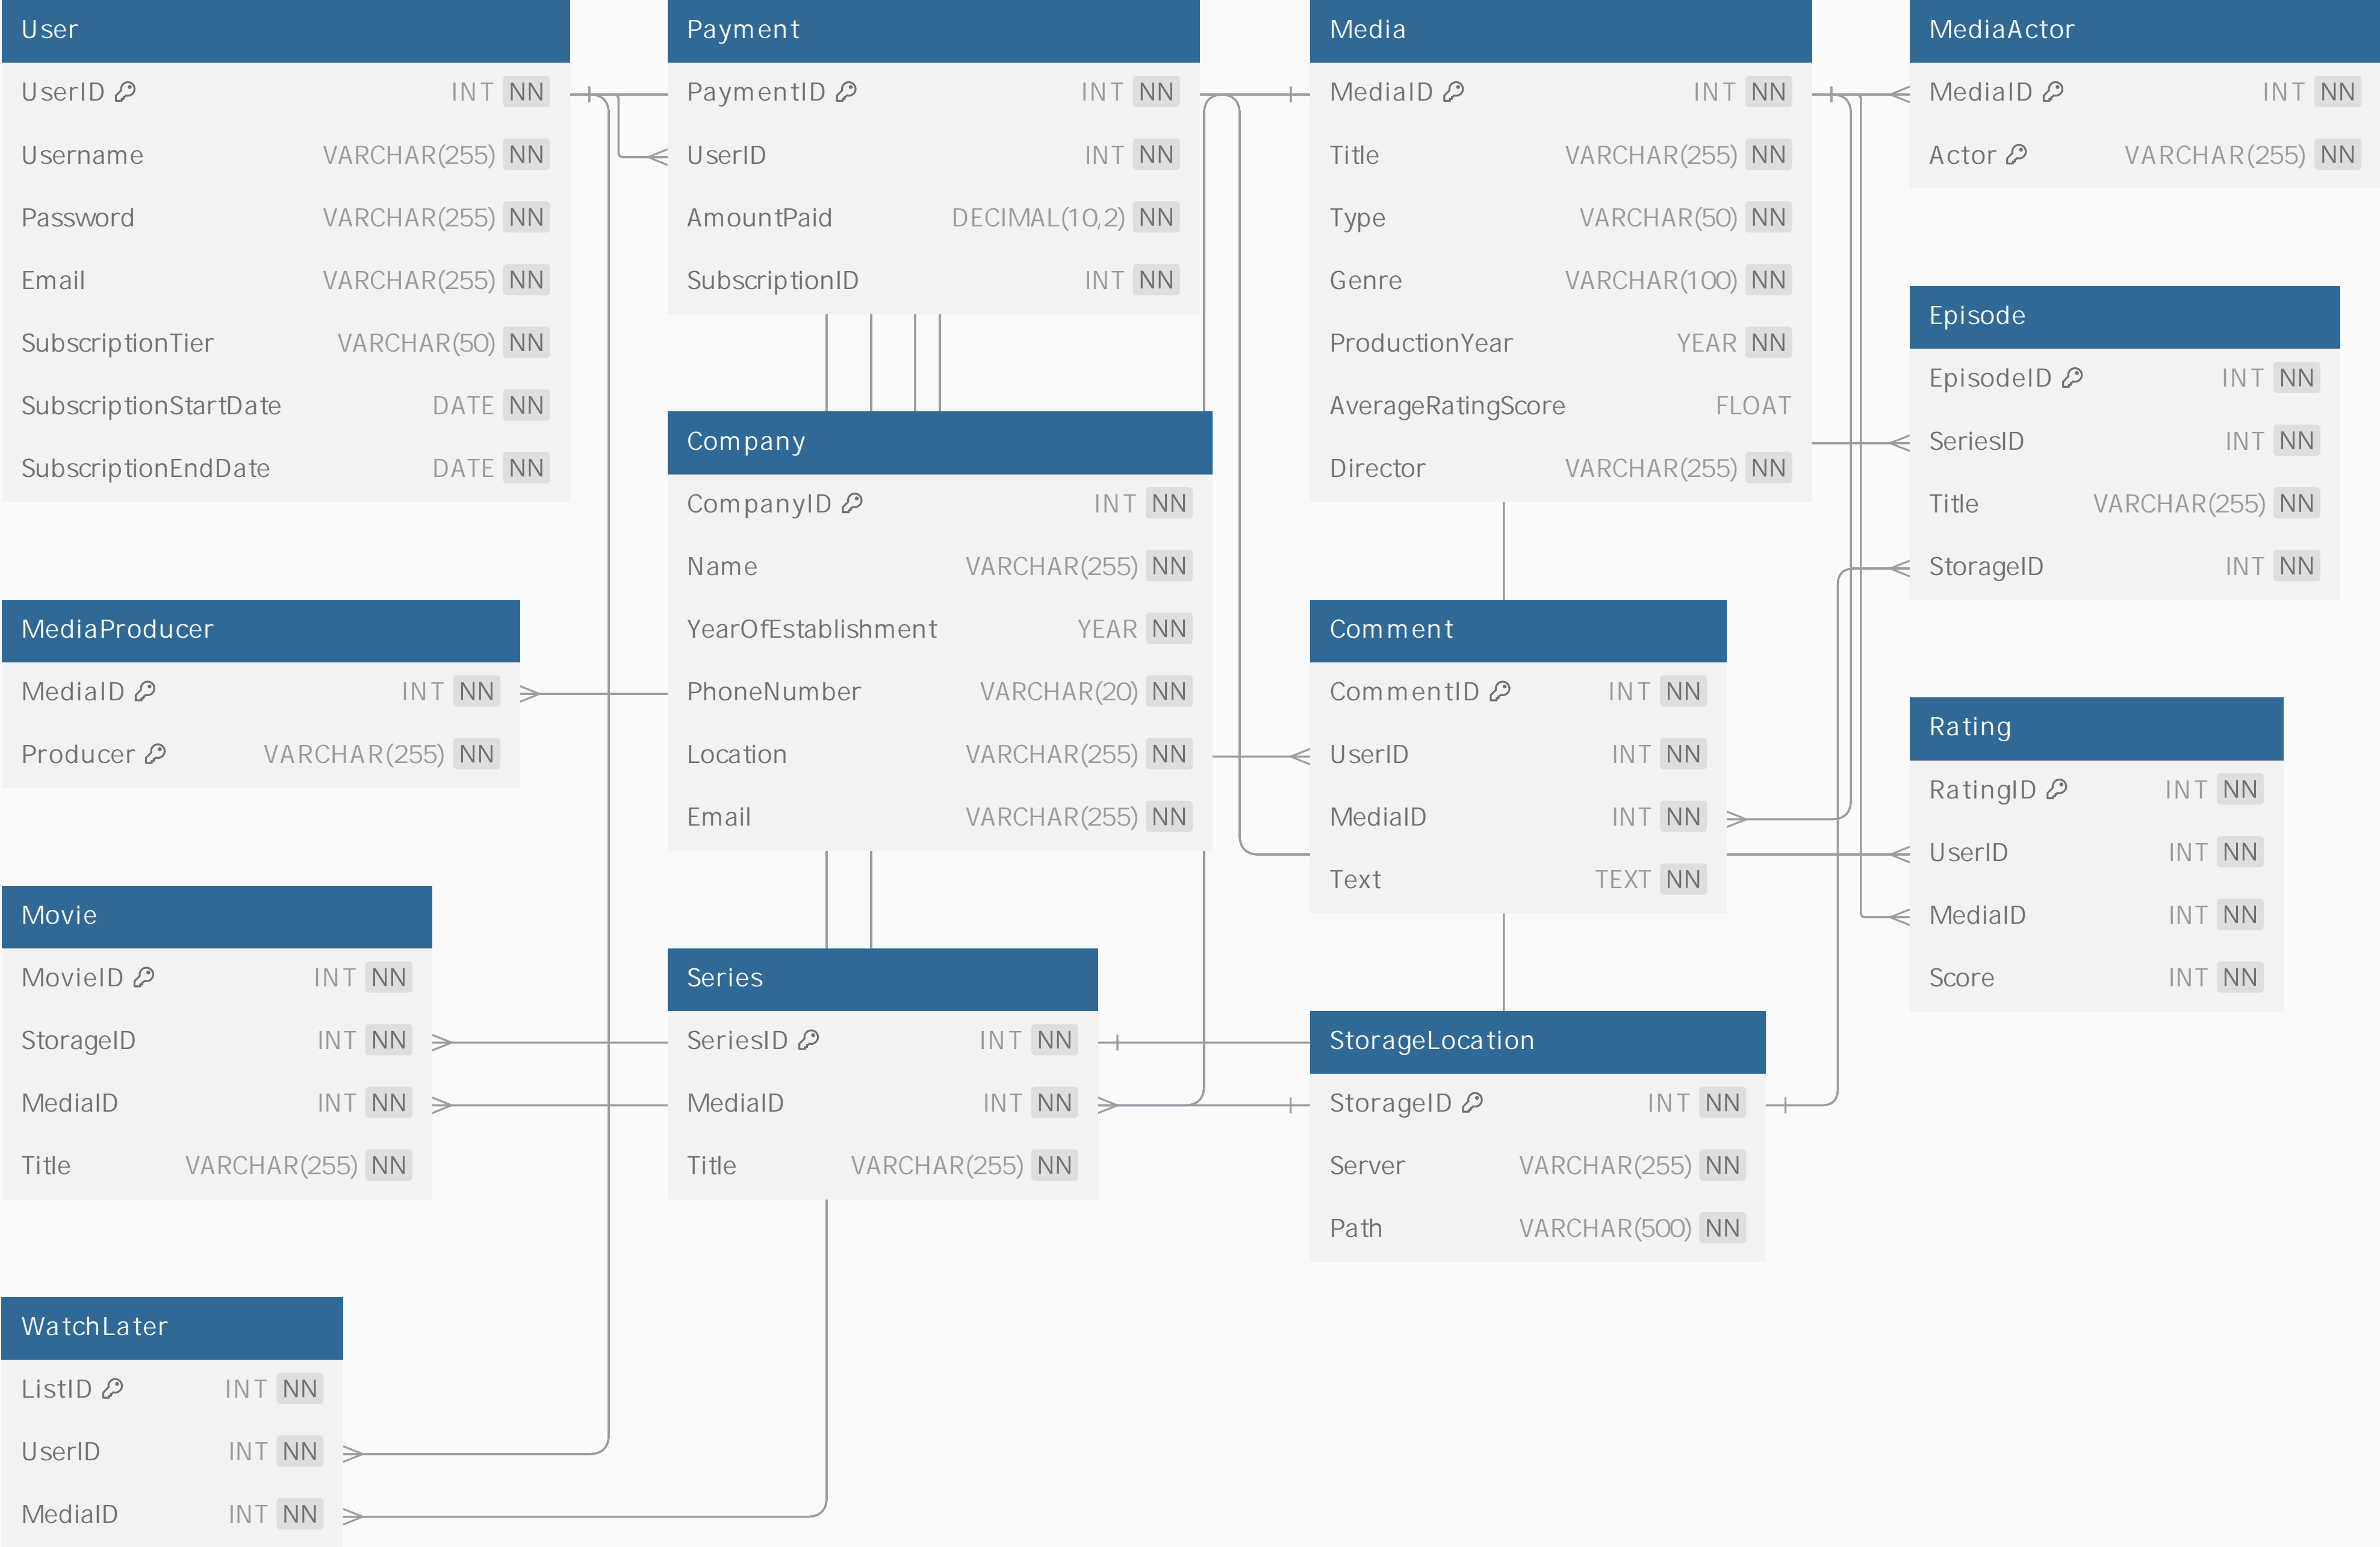 User
UserID INT NN
Username VARCHAR(255) NN
Password VARCHAR(255) NN
Email VARCHAR(255) NN
SubscriptionTier VARCHAR(50) NN
SubscriptionStartDate DATE NN
SubscriptionEndDate DATE NN
Payment
PaymentID INT NN
UserID INT NN
AmountPaid DECIMAL(10,2) NN
SubscriptionID INT NN
Media
MediaID INT NN
Title VARCHAR(255) NN
Type VARCHAR(50) NN
Genre VARCHAR(100) NN
ProductionYear YEAR NN
AverageRatingScore FLOAT
Director VARCHAR(255) NN
MediaActor
MediaID INT NN
Actor VARCHAR(255) NN
Episode
EpisodeID INT NN
SeriesID INT NN
Title VARCHAR(255) NN
StorageID INT NN
Company
CompanyID INT NN
Name VARCHAR(255) NN
YearOfEstablishment YEAR NN
PhoneNumber VARCHAR(20) NN
Location VARCHAR(255) NN
Email VARCHAR(255) NN
MediaProducer
MediaID INT NN
Producer VARCHAR(255) NN
Comment
CommentID INT NN
UserID INT NN
MediaID INT NN
Text TEXT NN
Rating
RatingID INT NN
UserID INT NN
MediaID INT NN
Score INT NN
Movie
MovieID INT NN
StorageID INT NN
MediaID INT NN
Title VARCHAR(255) NN
Series
SeriesID INT NN
MediaID INT NN
Title VARCHAR(255) NN
StorageLocation
StorageID INT NN
Server VARCHAR(255) NN
Path VARCHAR(500) NN
WatchLater
ListID INT NN
UserID INT NN
MediaID INT NN